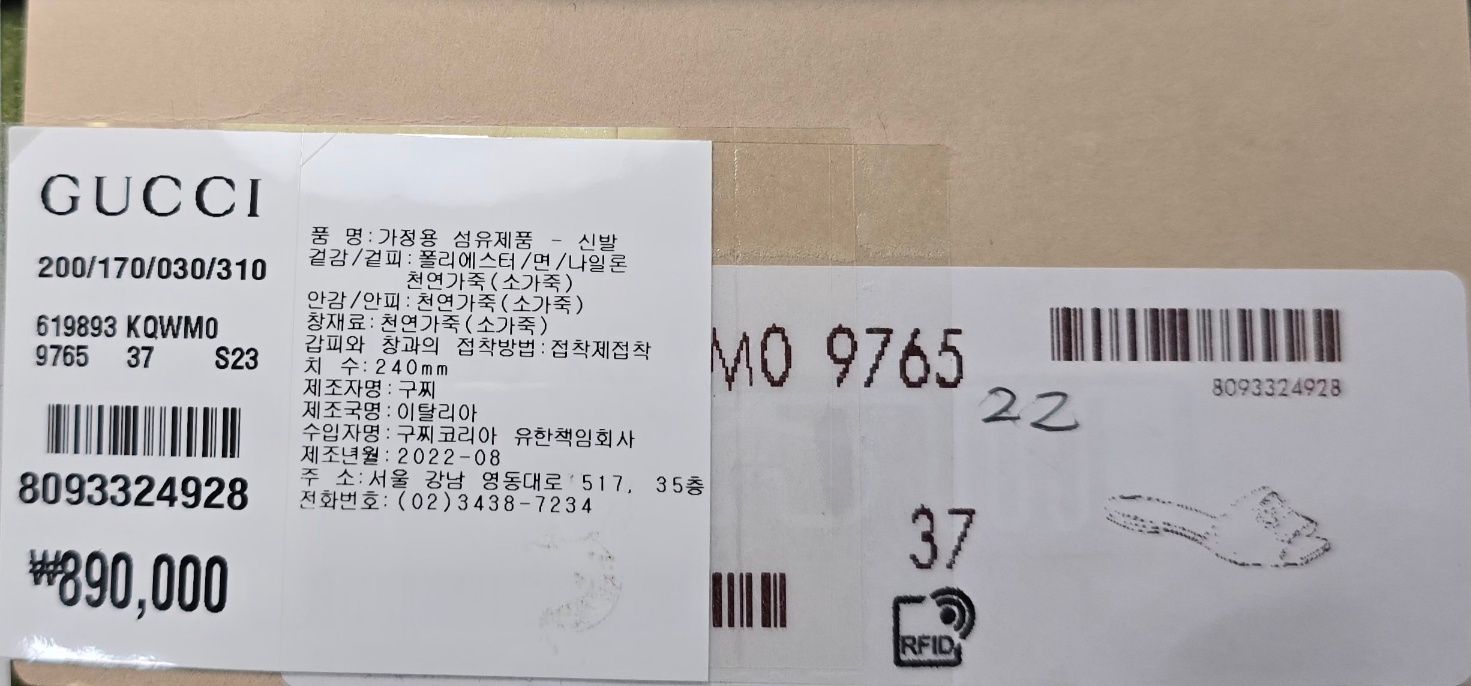 GUCCI
200/170/030/310
619893 KQWM0
9765 37 S23
8093324928
₩890,000
품 명:가정용 섬유제품 - 신발
겉감/겉피:폴리에스터/면/나일론
천연가죽(소가죽)
안감/안피:천연가죽(소가죽)
창재료:천연가죽(소가죽)
갑피와 창과의 접착방법:접착제접착
치 수:240mm
제조자명:구찌
제조국명:이탈리아
수입자명:구찌코리아 유한책임회사
제조년월:2022-08
주 소:서울 강남 영동대로 517, 35층
전화번호:(02)3438-7234
M0 9765
8093324928
22
37
RFID